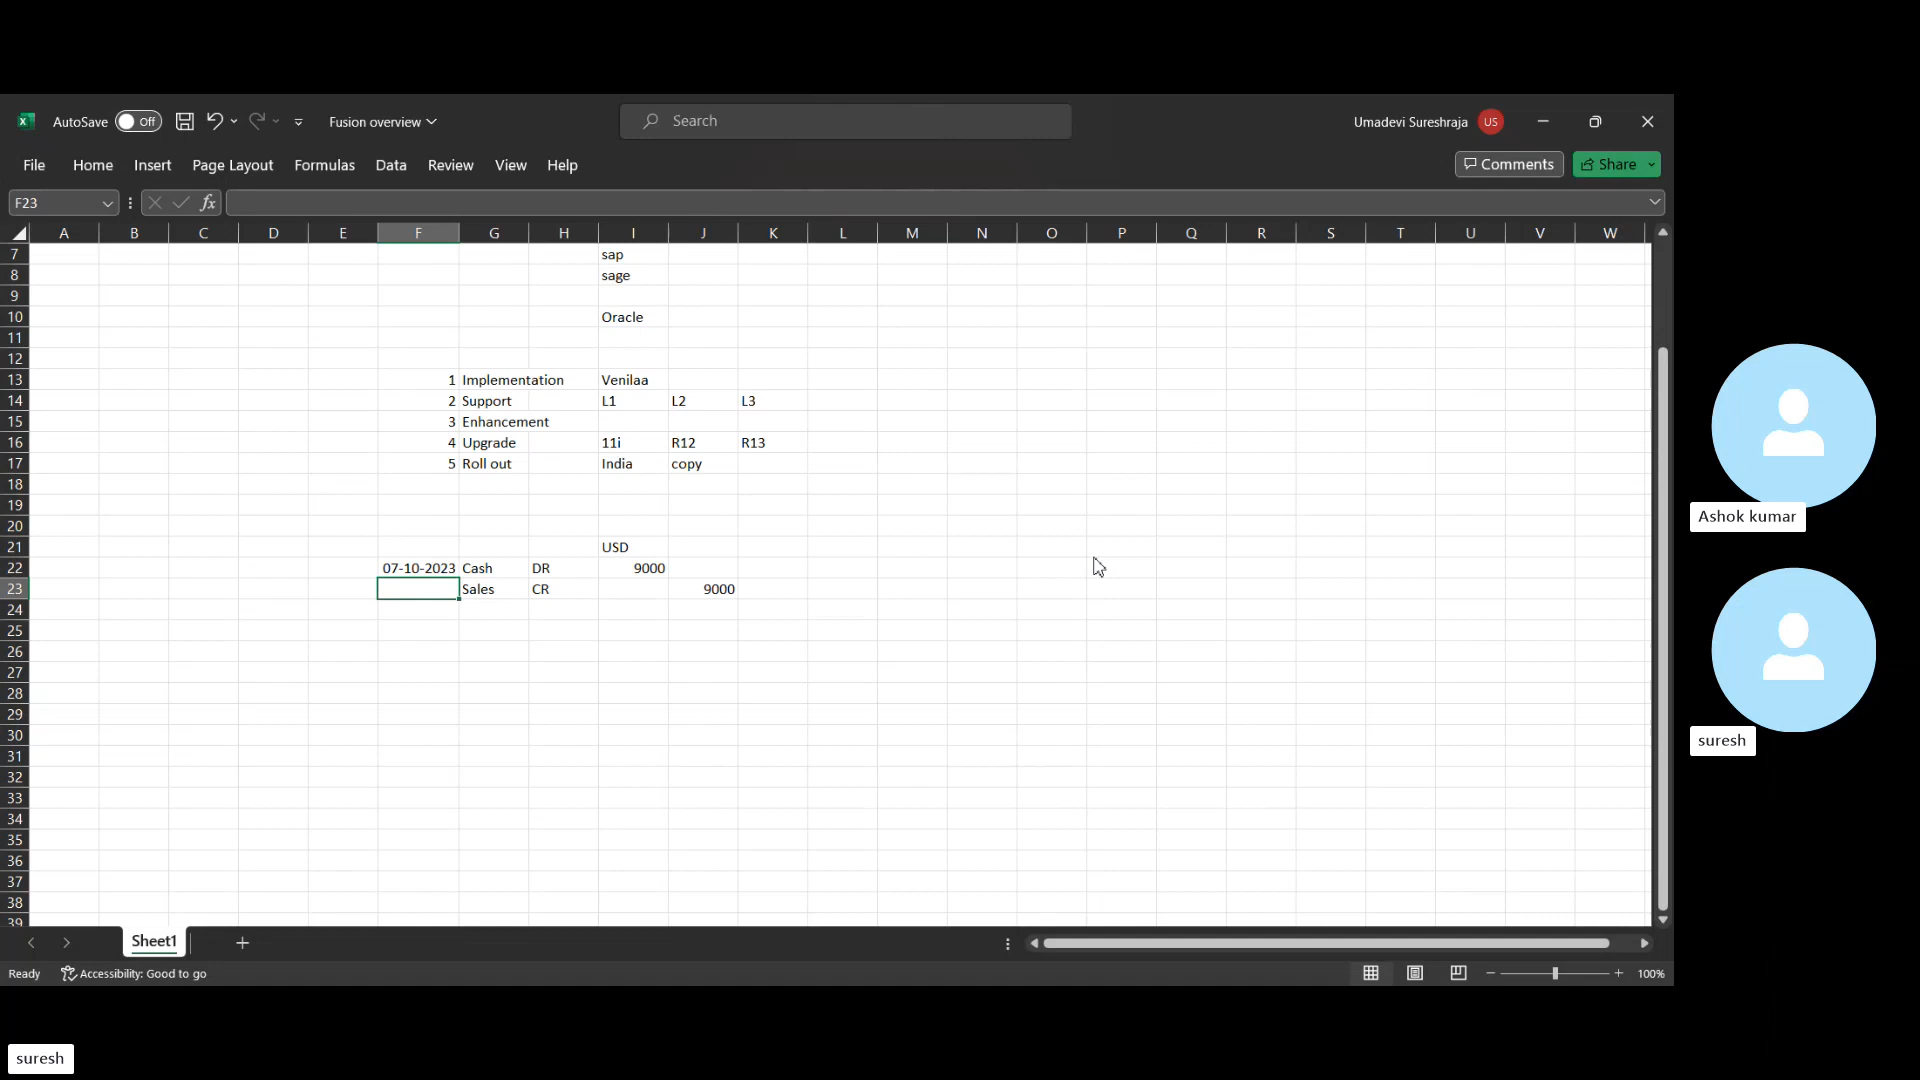 AutoSave Off Fusion overview Search Umadevi Sureshraja US
File Home Insert Page Layout Formulas Data Review View Help Comments Share
F23 fx
A B C D E F G H I J K L M N O P Q R S T U V W
7 sap
8 sage
9
10 Oracle
11
12
13 1 Implementation Venilaa
14 2 Support L1 L2 L3
15 3 Enhancement
16 4 Upgrade 11i R12 R13
17 5 Roll out India copy
18
19
20
21 USD
22 07-10-2023 Cash DR 9000
23 Sales CR 9000
24
25
26
27
28
29
30
31
32
33
34
35
36
37
38
39
Sheet1
Ready Accessibility: Good to go 100%
Ashok kumar
suresh
suresh